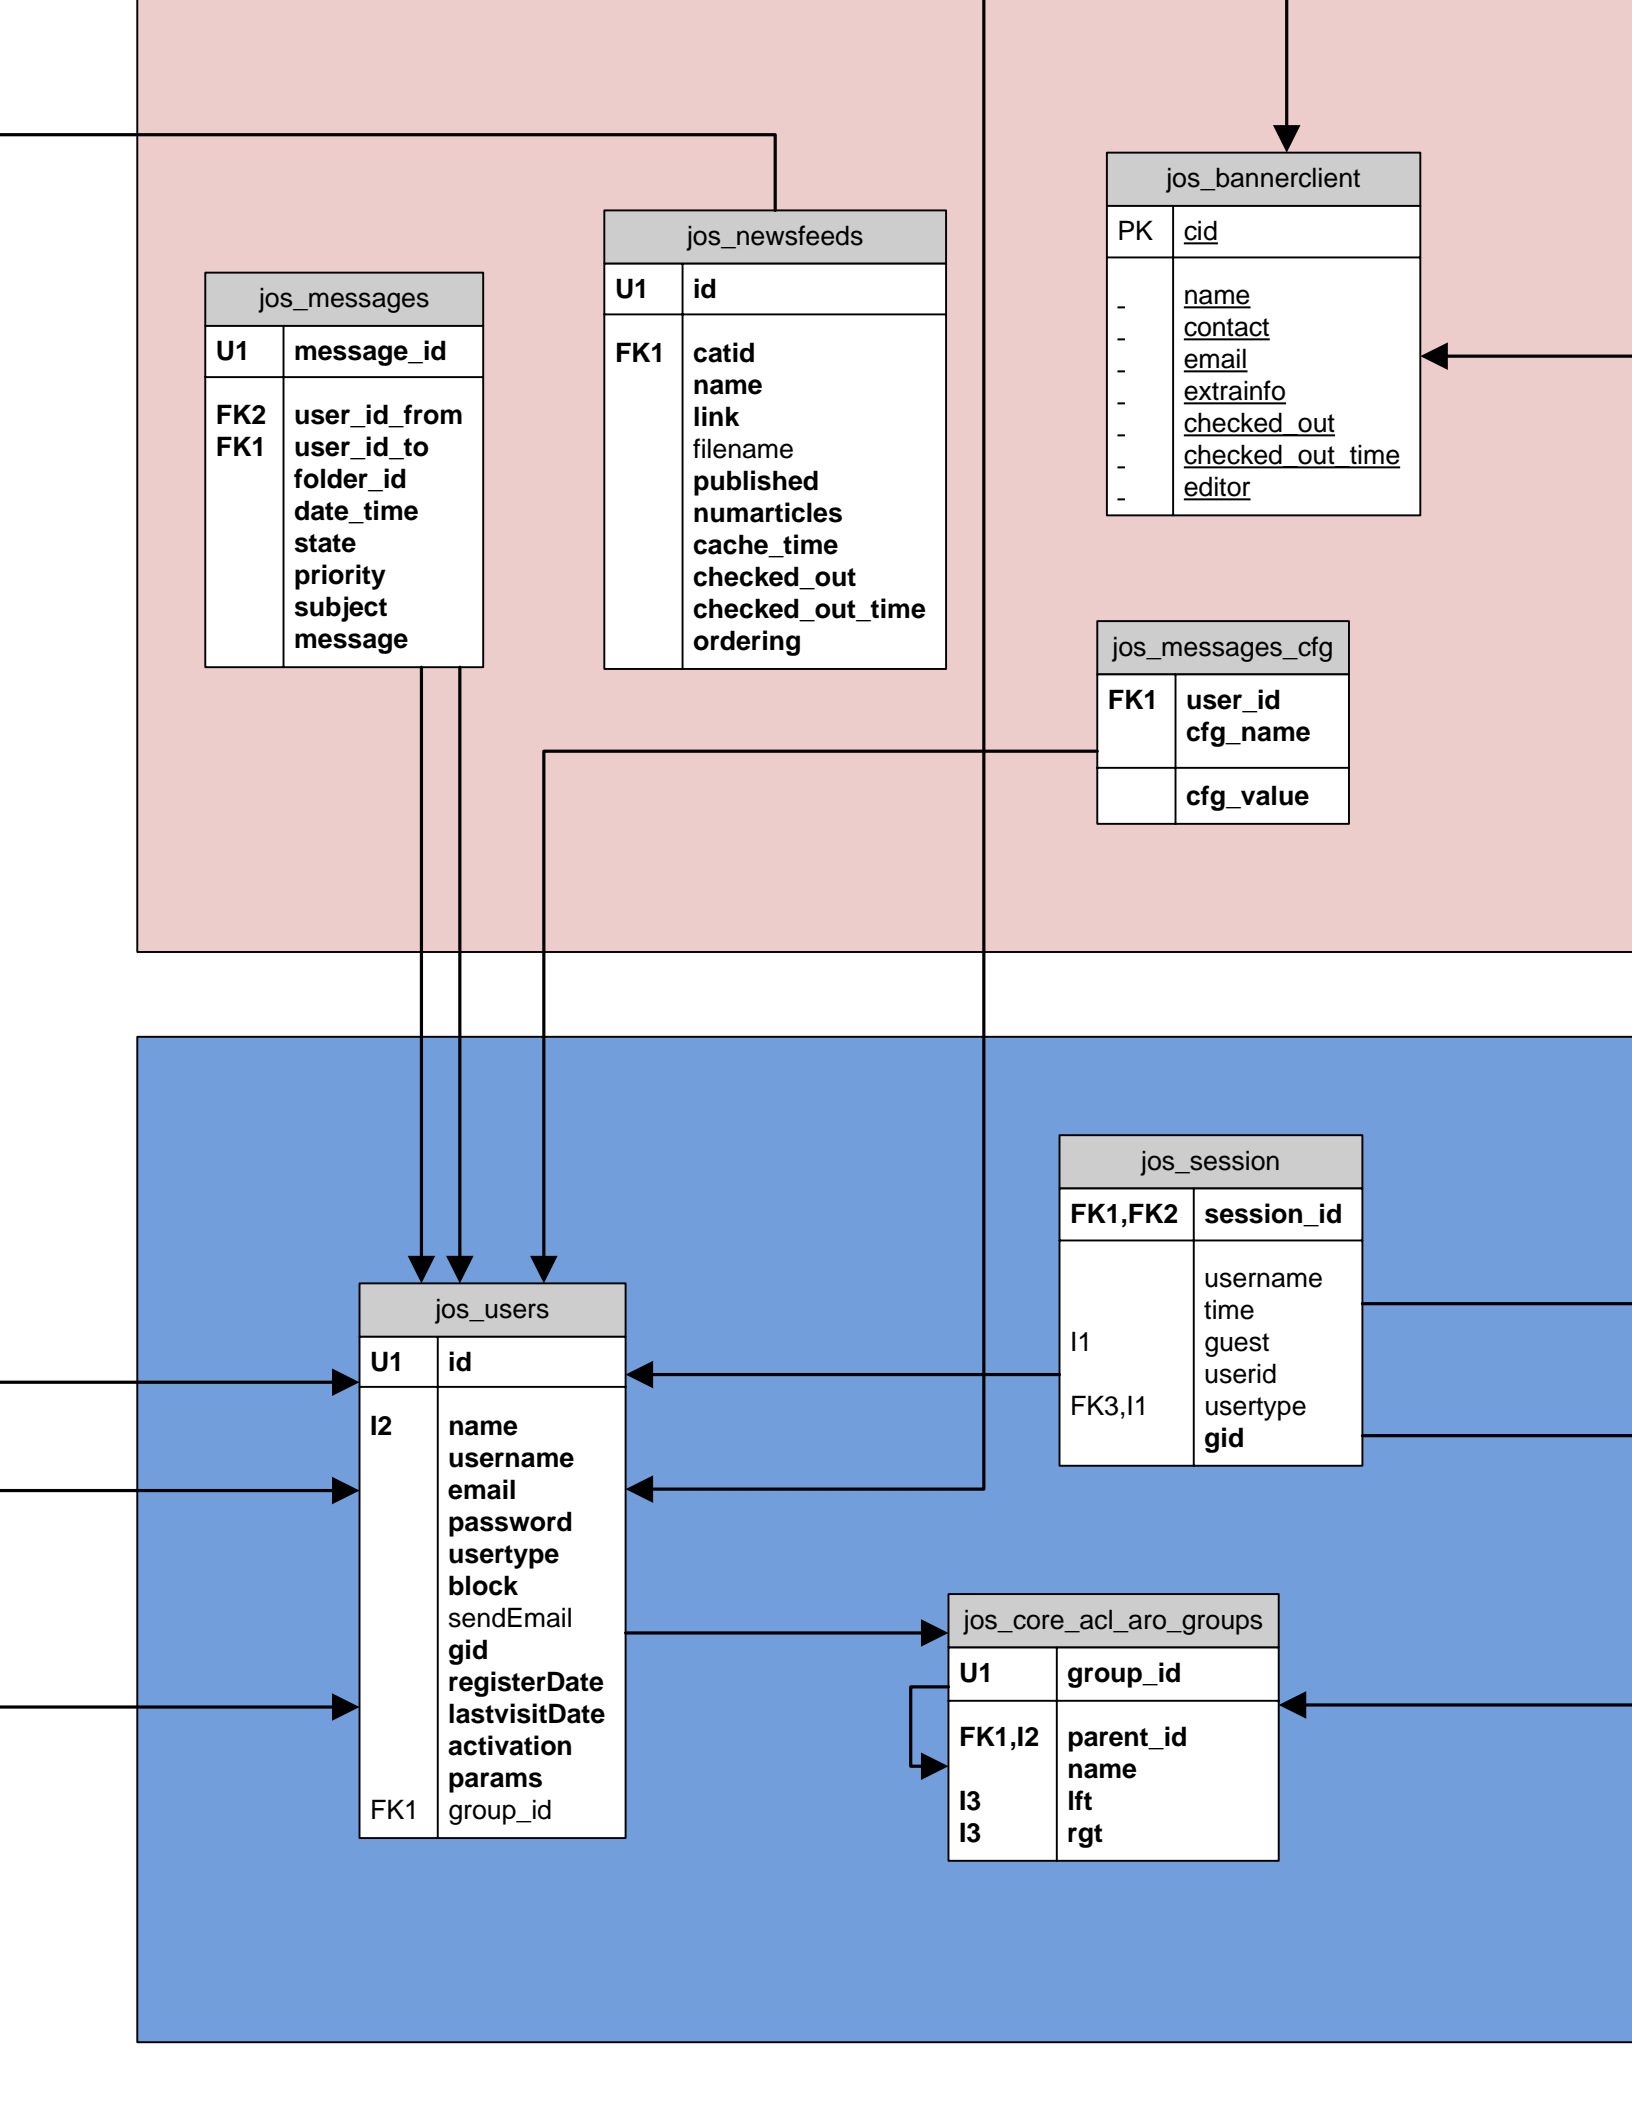 jos_bannerclient
PK cid
_ name
_ contact
_ email
_ extrainfo
_ checked_out
_ checked_out_time
_ editor
jos_newsfeeds
U1 id
FK1 catid
name
link
filename
published
numarticles
cache_time
checked_out
checked_out_time
ordering
jos_messages
U1 message_id
FK2 user_id_from
FK1 user_id_to
folder_id
date_time
state
priority
subject
message
jos_messages_cfg
FK1 user_id
cfg_name
cfg_value
jos_session
FK1,FK2 session_id
username
time
I1 guest
userid
FK3,I1 usertype
gid
jos_users
U1 id
I2 name
username
email
password
usertype
block
sendEmail
gid
registerDate
lastvisitDate
activation
params
FK1 group_id
jos_core_acl_aro_groups
U1 group_id
FK1,I2 parent_id
name
I3 lft
I3 rgt